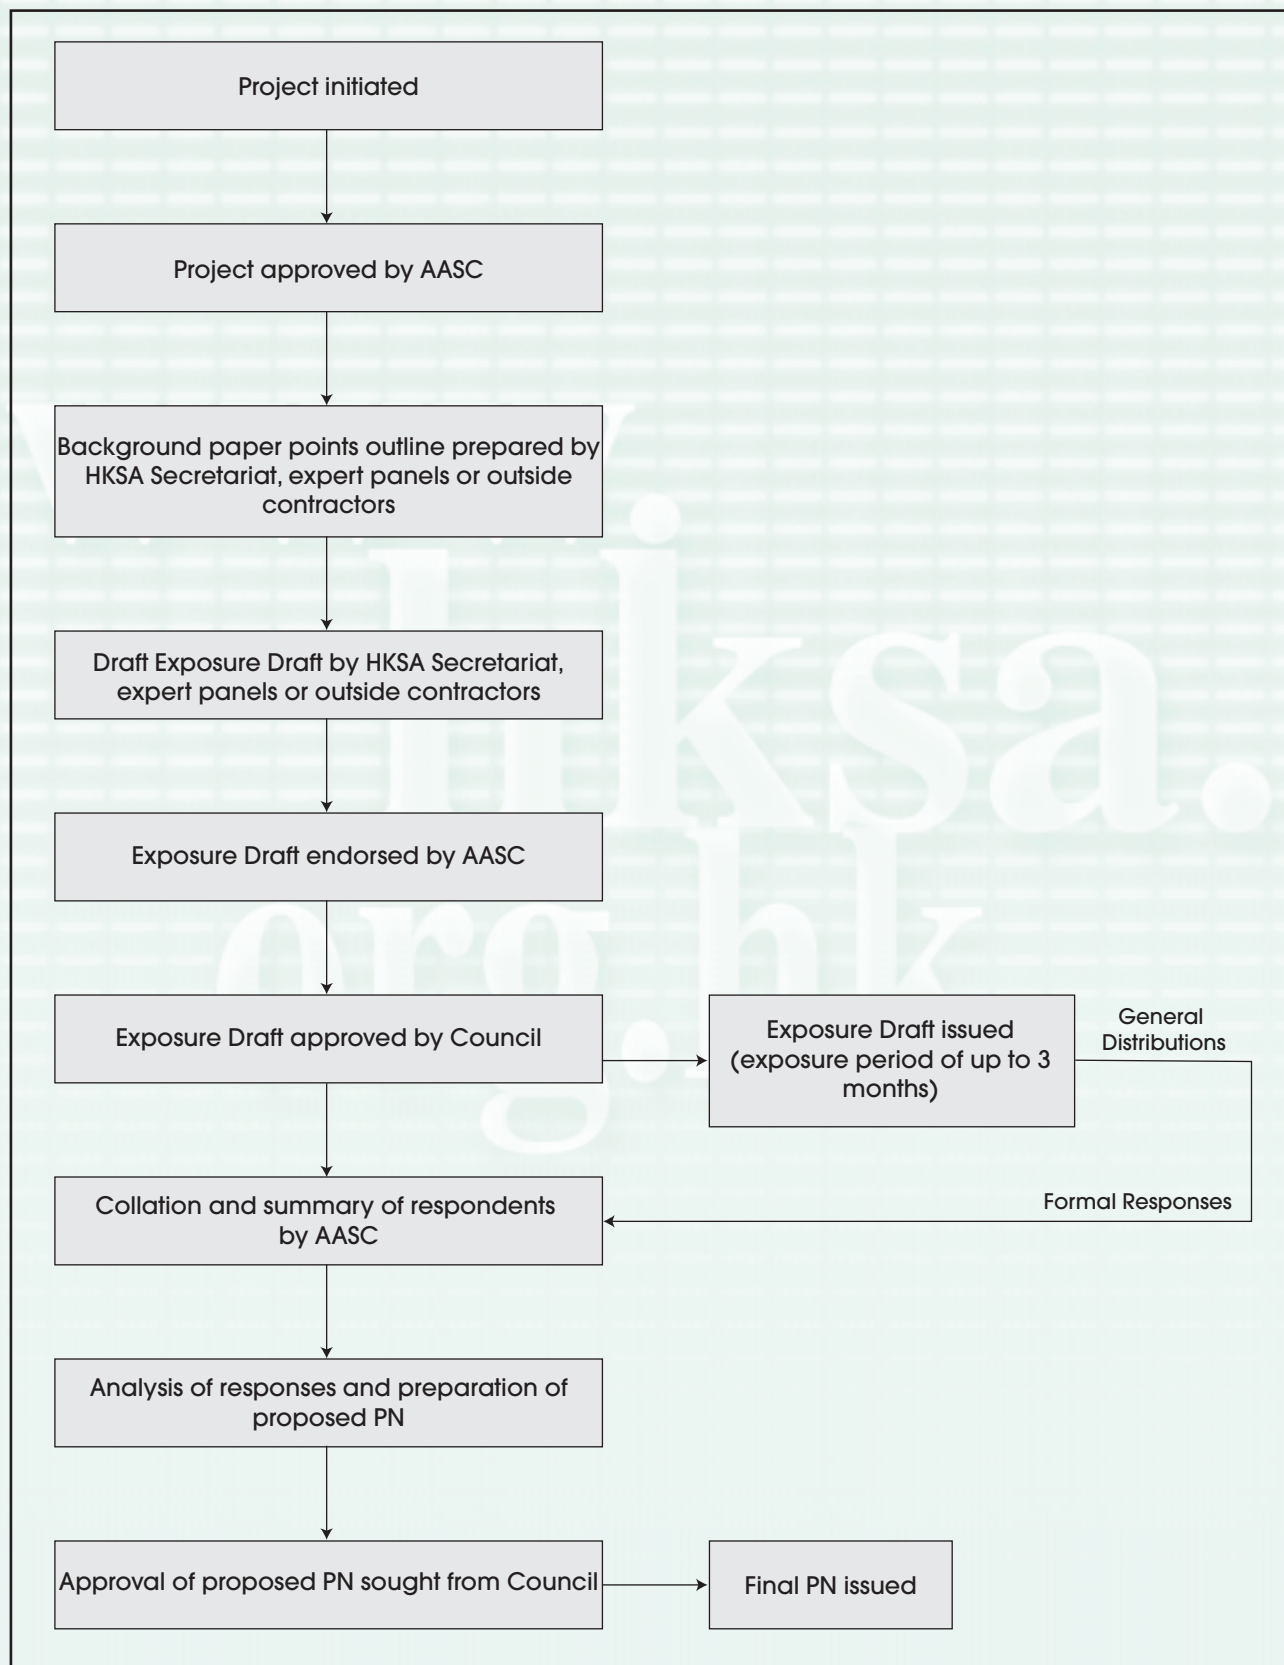 Project initiated
Project approved by AASC
Background paper points outline prepared by
HKSA Secretariat, expert panels or outside
contractors
Draft Exposure Draft by HKSA Secretariat,
expert panels or outside contractors
Exposure Draft endorsed by AASC
Exposure Draft approved by Council
Exposure Draft issued
(exposure period of up to 3
months)
General
Distributions
Formal Responses
Collation and summary of respondents
by AASC
Analysis of responses and preparation of
proposed PN
Approval of proposed PN sought from Council
Final PN issued
hksa.
org.hk